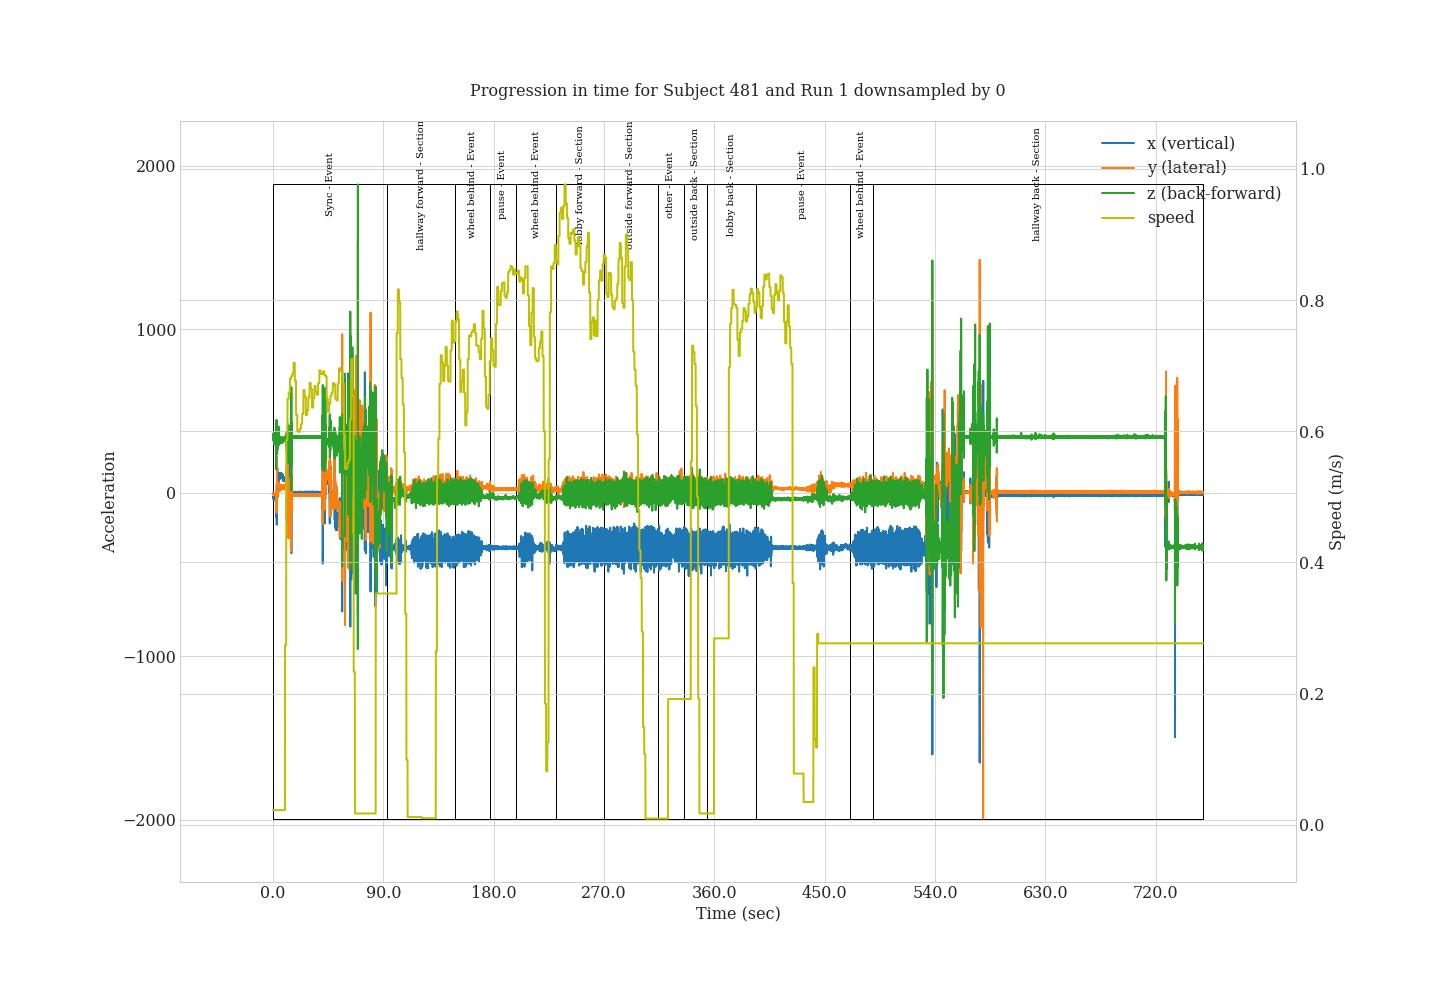 Progression in time for Subject 481 and Run 1 downsampled by 0
Sync - Event
hallway forward - Section
wheel behind - Event
pause - Event
wheel behind - Event
lobby forward - Section
outside forward - Section
other - Event
outside back - Section
lobby back - Section
pause - Event
wheel behind - Event
hallway back - Section
x (vertical)
y (lateral)
z (back-forward)
speed
2000
1000
0
−1000
−2000
Acceleration
1.0
0.8
0.6
0.4
0.2
0.0
Speed (m/s)
0.0 90.0 180.0 270.0 360.0 450.0 540.0 630.0 720.0
Time (sec)